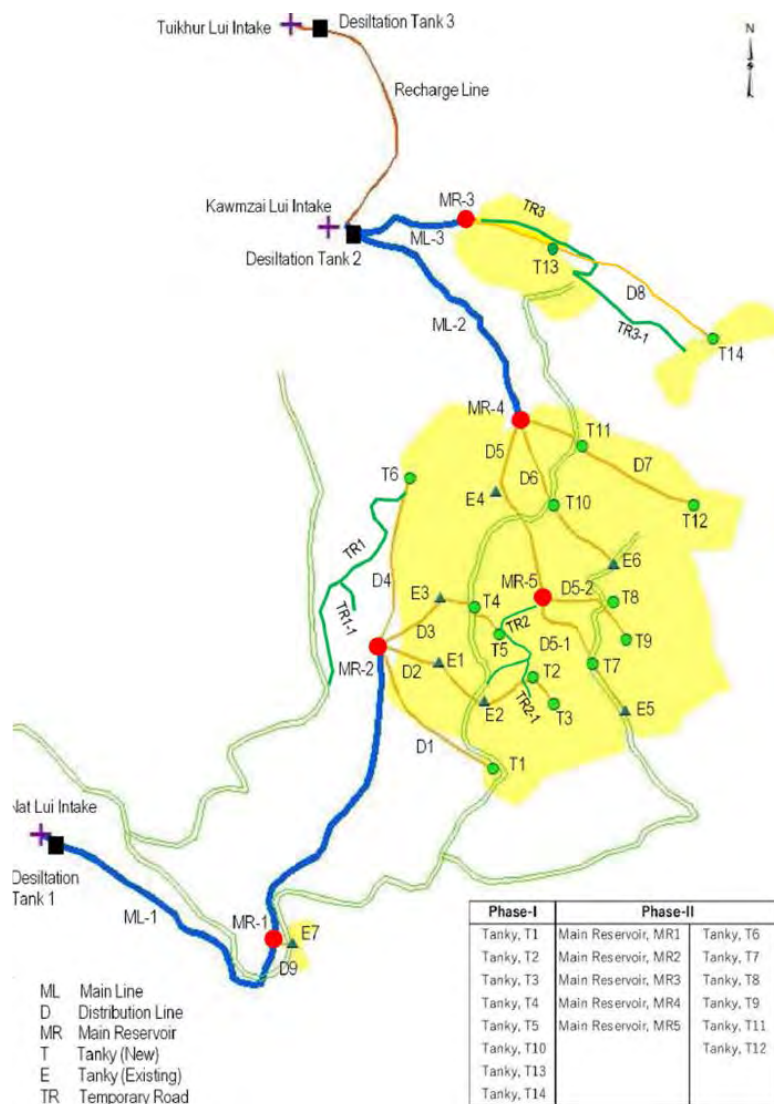 Tuikhur Lui Intake
Desiltation Tank 3
N
Recharge Line
Kawmzai Lui Intake
MR-3
TR3
ML-3
Desiltation Tank 2
T13
D8
ML-2
TR3-1
T14
MR-4
T11
D5
D6
D7
T6
E4
T10
T12
TR1
E6
D4
MR-5
D5-2
E3
T4
T8
TR1-1
TR2
D3
T5
D5-1
T9
MR-2
D2
E1
T2
T7
TR2-1
E2
T3
E5
D1
T1
Nat Lui Intake
Desiltation
Tank 1
ML-1
MR-1
E7
D9
ML Main Line
D Distribution Line
MR Main Reservoir
T Tanky (New)
E Tanky (Existing)
TR Temporary Road
Phase-I Phase-II
Tanky, T1 Main Reservoir, MR1 Tanky, T6
Tanky, T2 Main Reservoir, MR2 Tanky, T7
Tanky, T3 Main Reservoir, MR3 Tanky, T8
Tanky, T4 Main Reservoir, MR4 Tanky, T9
Tanky, T5 Main Reservoir, MR5 Tanky, T11
Tanky, T10 Tanky, T12
Tanky, T13
Tanky, T14